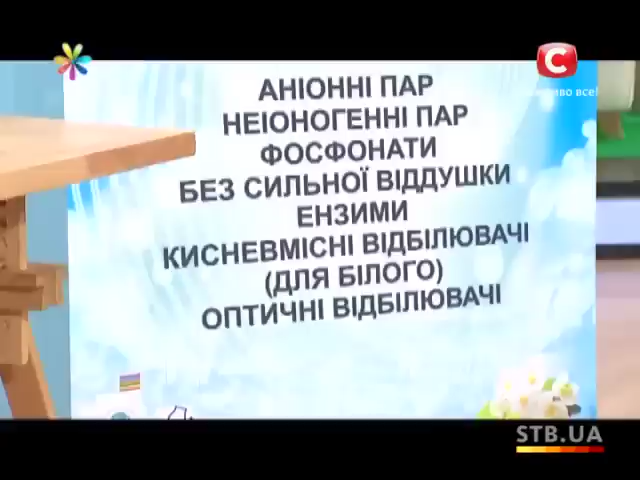 АНІОННІ ПАР
НЕІОНОГЕННІ ПАР
ФОСФОНАТИ
БЕЗ СИЛЬНОЇ ВІДДУШКИ
ЕНЗИМИ
КИСНЕВМІСНІ ВІДБІЛЮВАЧІ
(ДЛЯ БІЛОГО)
ОПТИЧНІ ВІДБІЛЮВАЧІ
STB.UA